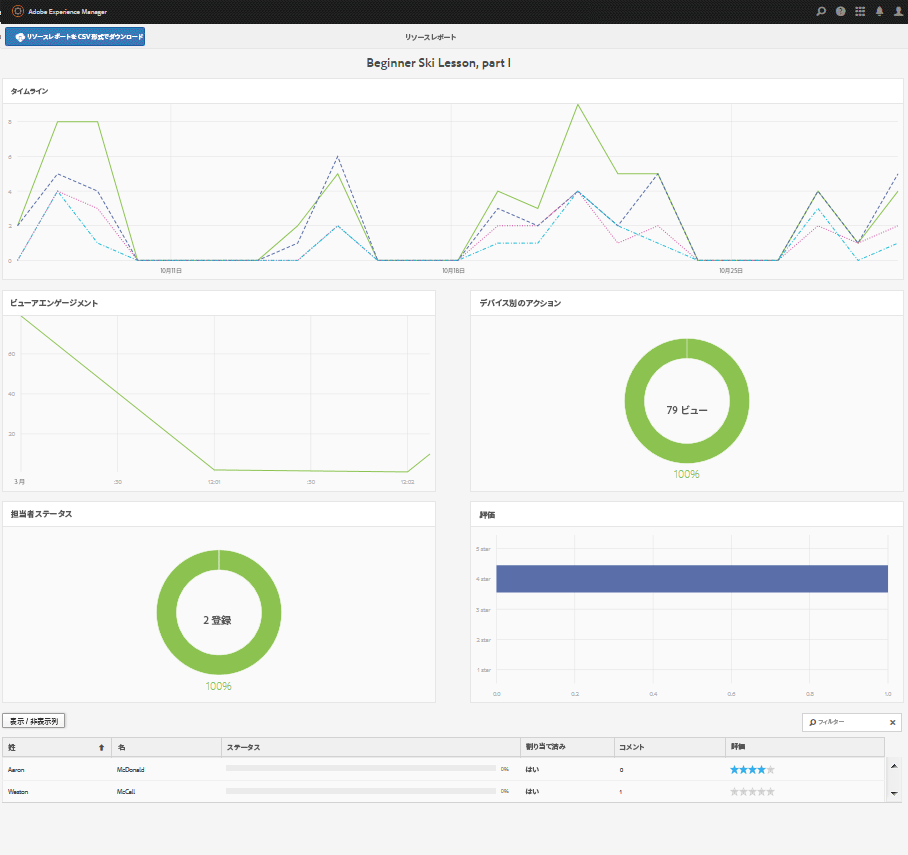 Adobe Experience Manager
リソースレポートを CSV 形式でダウンロード
リソースレポート
Beginner Ski Lesson, part I
タイムライン
8
6
4
2
0
10月11日
10月18日
10月25日
ビューアエンゲージメント
60
40
20
3 月
:30
12:01
:30
12:02
デバイス別のアクション
79 ビュー
100%
担当者ステータス
2 登録
100%
評価
5 star
4 star
3 star
2 star
1 star
0.0
0.2
0.4
0.6
0.8
1.0
表示 / 非表示列
フィルター
姓
名
ステータス
割り当て済み
コメント
評価
Aaron
McDonald
0%
はい
0
Weston
McCall
0%
はい
1